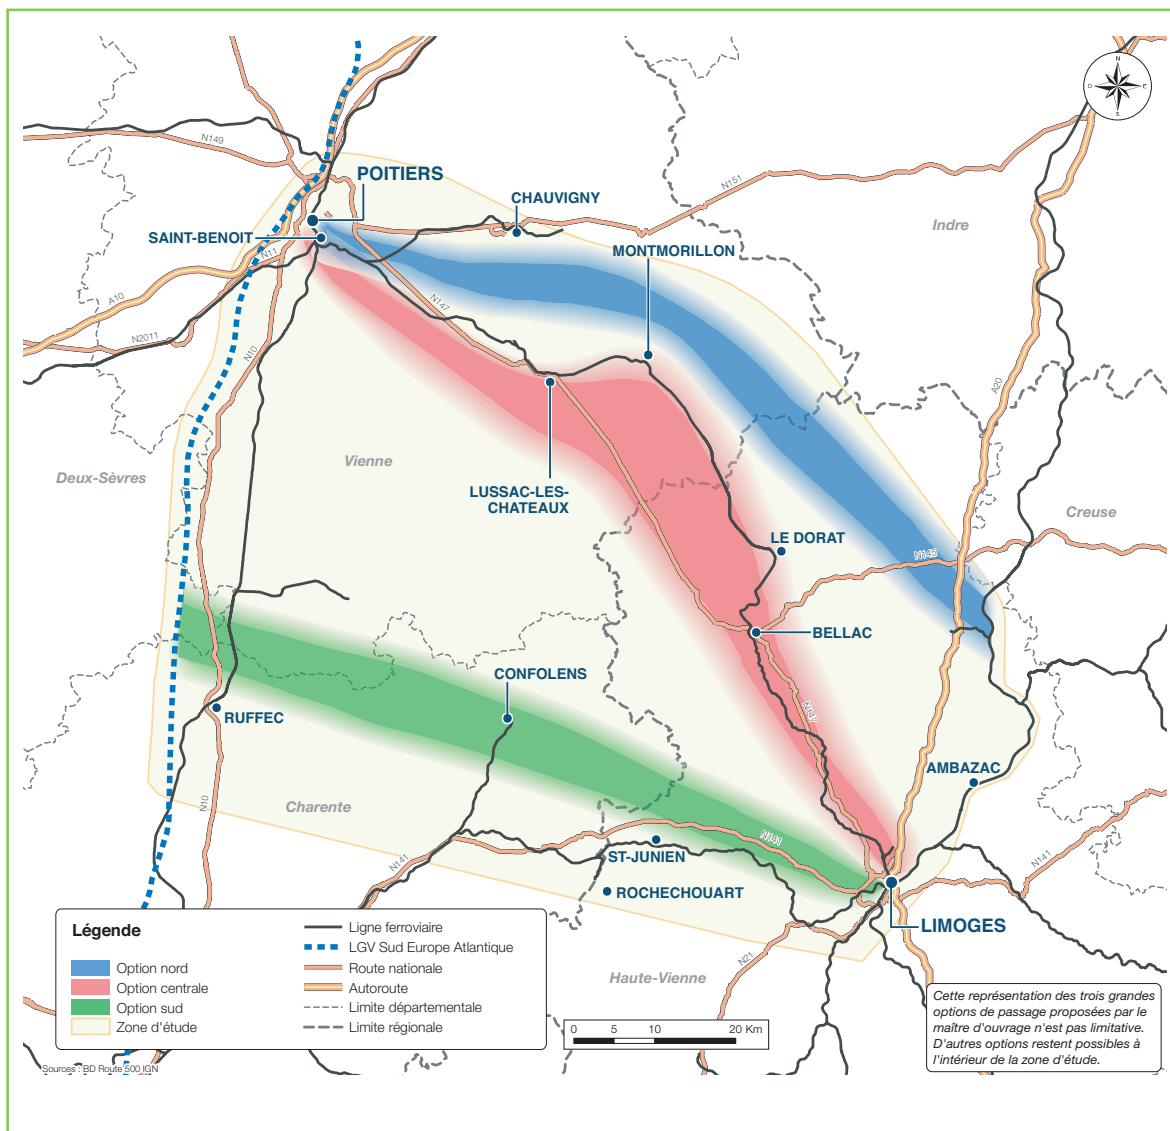 N
O
E
S
N149
POITIERS
CHAUVIGNY
N151
Indre
SAINT-BENOIT
MONTMORILLON
N11
A10
N147
N2011
N10
A20
Vienne
Deux-Sèvres
LUSSAC-LES-
CHATEAUX
Creuse
LE DORAT
N145
BELLAC
CONFOLENS
RUFFEC
N147
AMBAZAC
Charente
N10
N141
N141
ST-JUNIEN
N141
ROCHECHOUART
LIMOGES
N21
Haute-Vienne
Légende
Option nord
Option centrale
Option sud
Zone d'étude
Ligne ferroviaire
LGV Sud Europe Atlantique
Route nationale
Autoroute
Limite départementale
Limite régionale
0 5 10 20 Km
Cette représentation des trois grandes
options de passage proposées par le
maître d'ouvrage n'est pas limitative.
D'autres options restent possibles à
l'intérieur de la zone d'étude.
Sources : BD Route 500 IGN